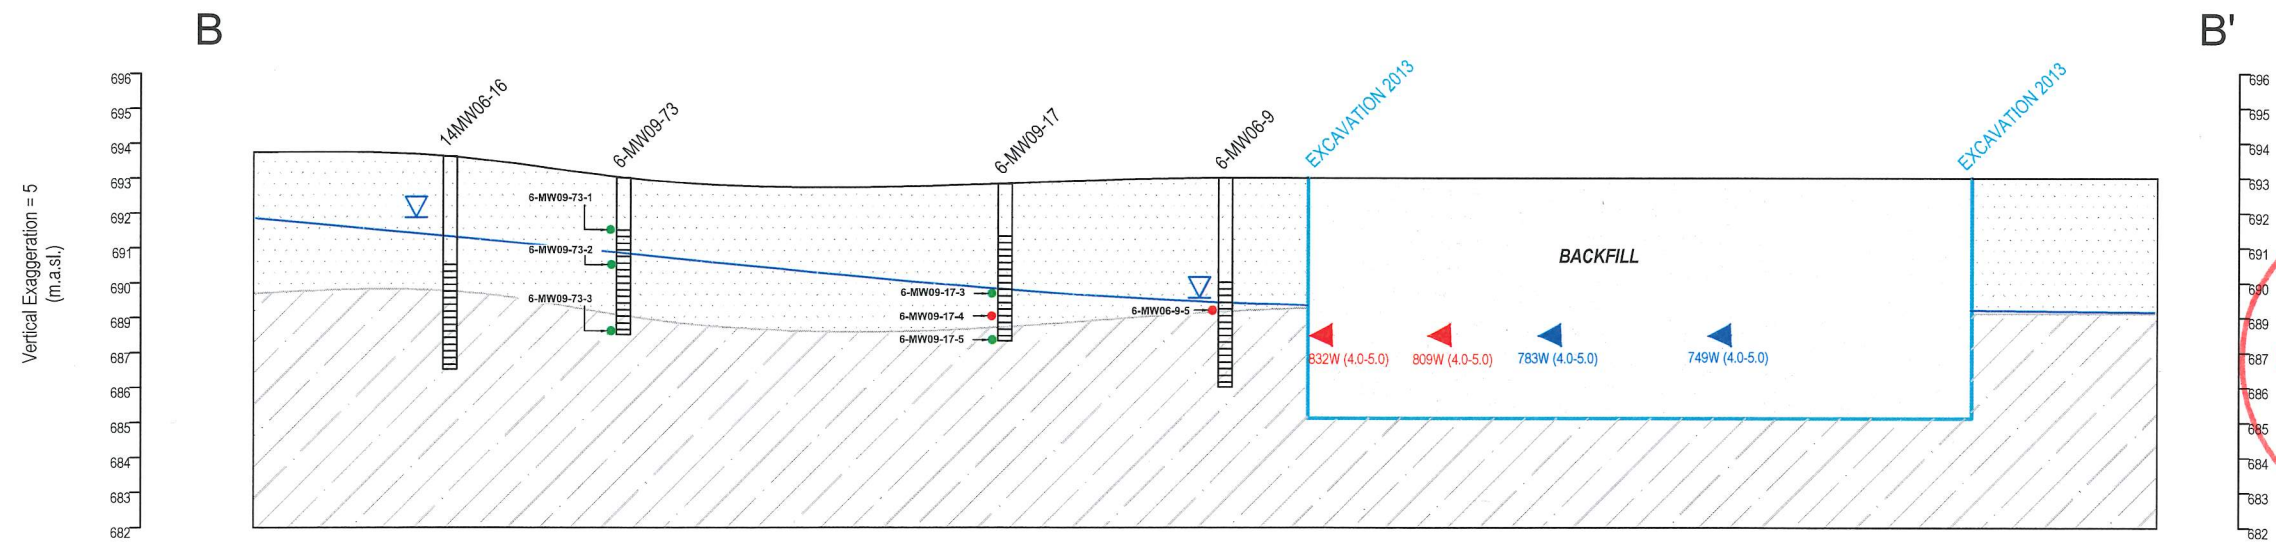 B
B'
696
695
694
693
692
691
690
689
687
686
685
684
683
682
Vertical Exaggeration = 5
(m.a.sl.)
14MW06-16
6-MW09-73
6-MW09-17
6-MW06-9
EXCAVATION 2013
EXCAVATION 2013
6-MW09-73-1
6-MW09-73-2
6-MW09-73-3
6-MW09-17-3
6-MW09-17-4
6-MW09-17-5
6-MW06-9-5
BACKFILL
832W (4.0-5.0)
809W (4.0-5.0)
783W (4.0-5.0)
749W (4.0-5.0)
696
695
694
693
692
691
690
689
687
686
685
684
683
682